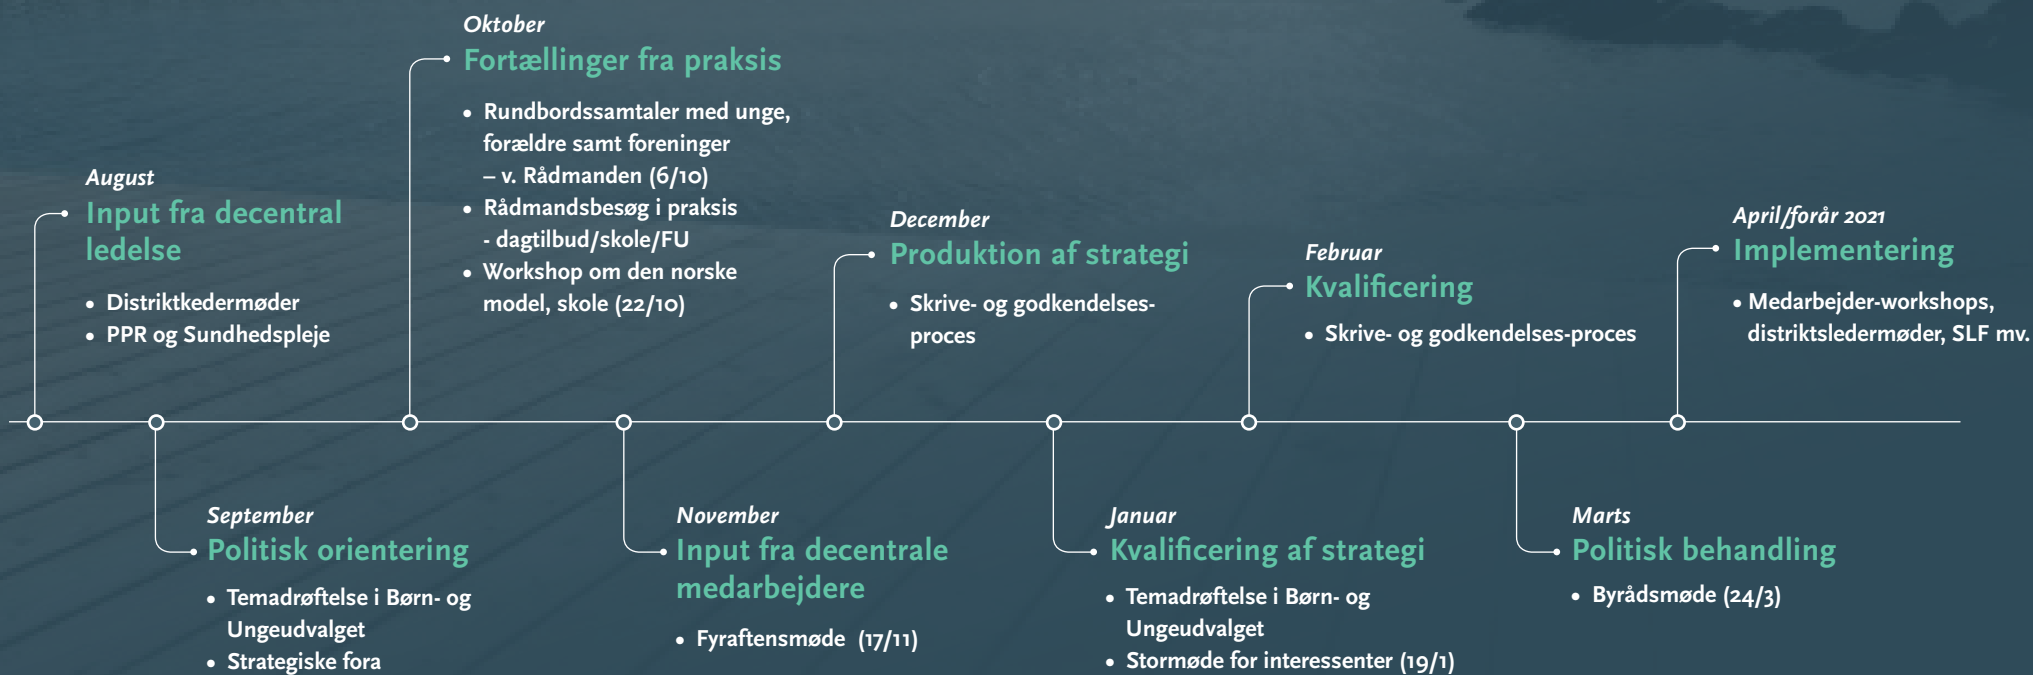 August
Input fra decentral
ledelse
• Distriktkedermøder
• PPR og Sundhedspleje
September
Politisk orientering
• Temadrøftelse i Børn- og
Ungeudvalget
• Strategiske fora
Oktober
Fortællinger fra praksis
• Rundbordssamtaler med unge,
forældre samt foreninger
– v. Rådmanden (6/10)
• Rådmandsbesøg i praksis
- dagtilbud/skole/FU
• Workshop om den norske
model, skole (22/10)
November
Input fra decentrale
medarbejdere
• Fyraftensmøde (17/11)
December
Produktion af strategi
• Skrive- og godkendelses-
proces
Januar
Kvalificering af strategi
• Temadrøftelse i Børn- og
Ungeudvalget
• Stormøde for interessenter (19/1)
Februar
Kvalificering
• Skrive- og godkendelses-proces
Marts
Politisk behandling
• Byrådsmøde (24/3)
April/forår 2021
Implementering
• Medarbejder-workshops,
distriktsledermøder, SLF mv.